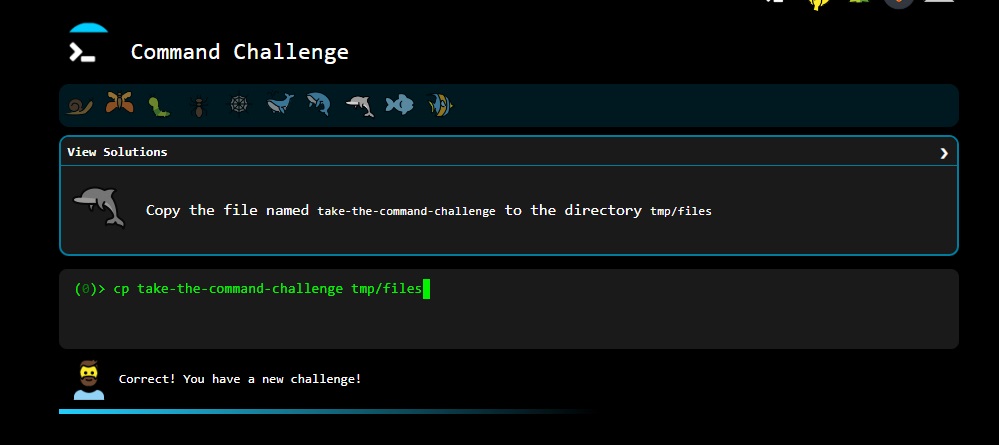 Command Challenge
View Solutions
Copy the file named take-the-command-challenge to the directory tmp/files
(0)> cp take-the-command-challenge tmp/files
Correct! You have a new challenge!